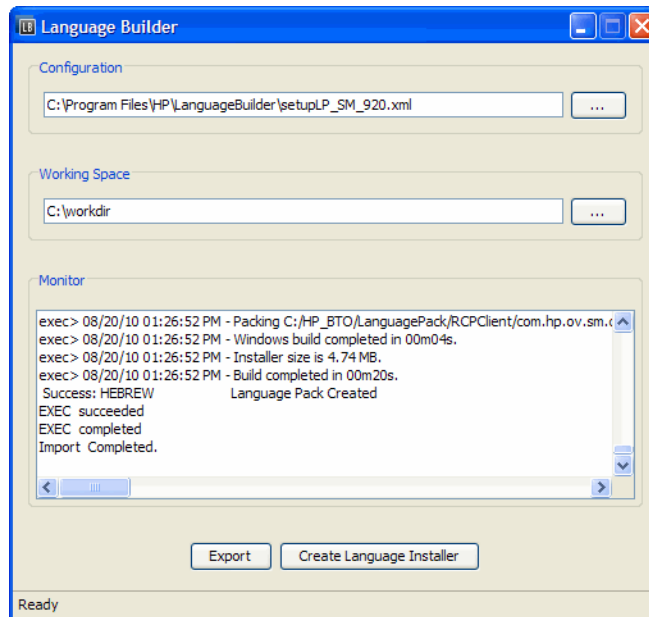 LB Language Builder
Configuration
C:\Program Files\HP\LanguageBuilder\setupLP_SM_920.xml
...
Working Space
C:\workdir
...
Monitor
exec> 08/20/10 01:26:52 PM - Packing C:/HP_BTO/LanguagePack/RCPClient/com.hp.ov.sm.c
exec> 08/20/10 01:26:52 PM - Windows build completed in 00m04s.
exec> 08/20/10 01:26:52 PM - Installer size is 4.74 MB.
exec> 08/20/10 01:26:52 PM - Build completed in 00m20s.
Success: HEBREW Language Pack Created
EXEC succeeded
EXEC completed
Import Completed.
Export Create Language Installer
Ready